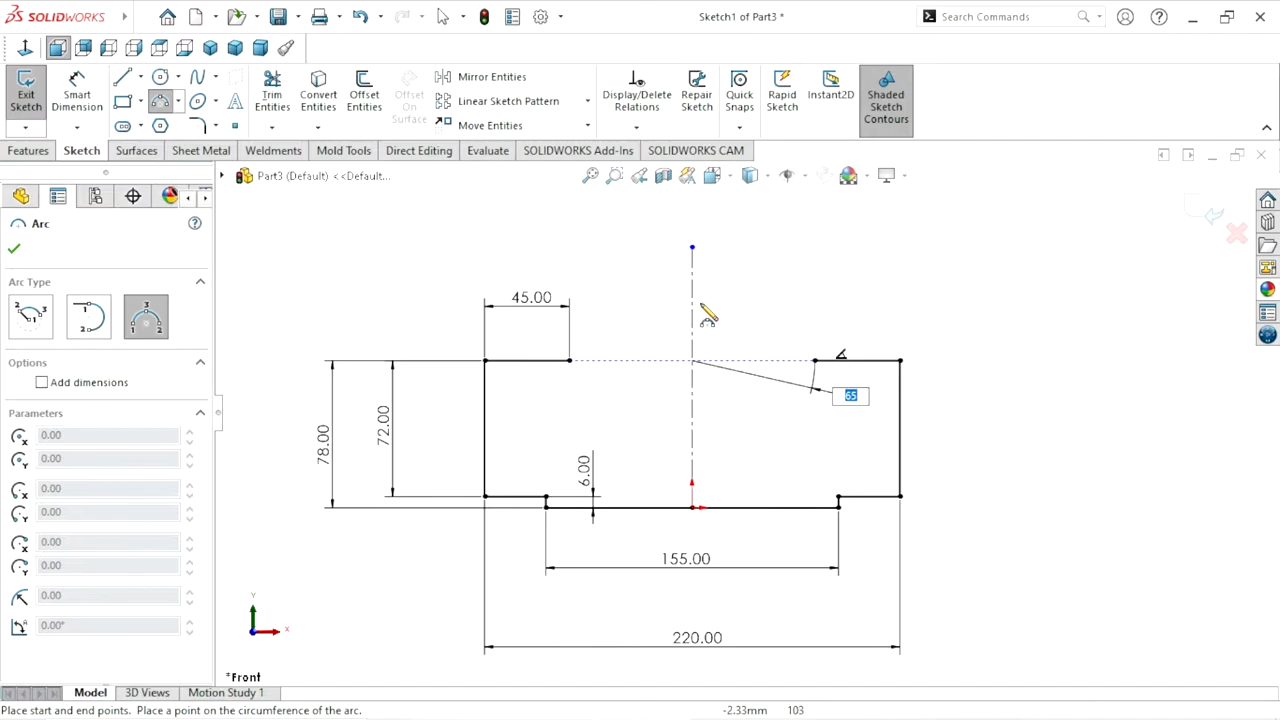 SOLIDWORKS
Sketch1 of Part3 *
Search Commands
Exit Sketch
Smart Dimension
Trim Entities
Convert Entities
Offset Entities
Offset On Surface
Mirror Entities
Linear Sketch Pattern
Move Entities
Display/Delete Relations
Repair Sketch
Quick Snaps
Rapid Sketch
Instant2D
Shaded Sketch Contours
Features Sketch Surfaces Sheet Metal Weldments Mold Tools Direct Editing Evaluate SOLIDWORKS Add-Ins SOLIDWORKS CAM
Part3 (Default) <<Default...
Arc
Arc Type
Options
Add dimensions
Parameters
0.00
0.00
0.00
0.00
0.00
0.00
0.00
0.00°
45.00
65
78.00
72.00
6.00
155.00
220.00
Y
X
*Front
Model 3D Views Motion Study 1
Place start and end points. Place a point on the circumference of the arc.
-2.33mm 103